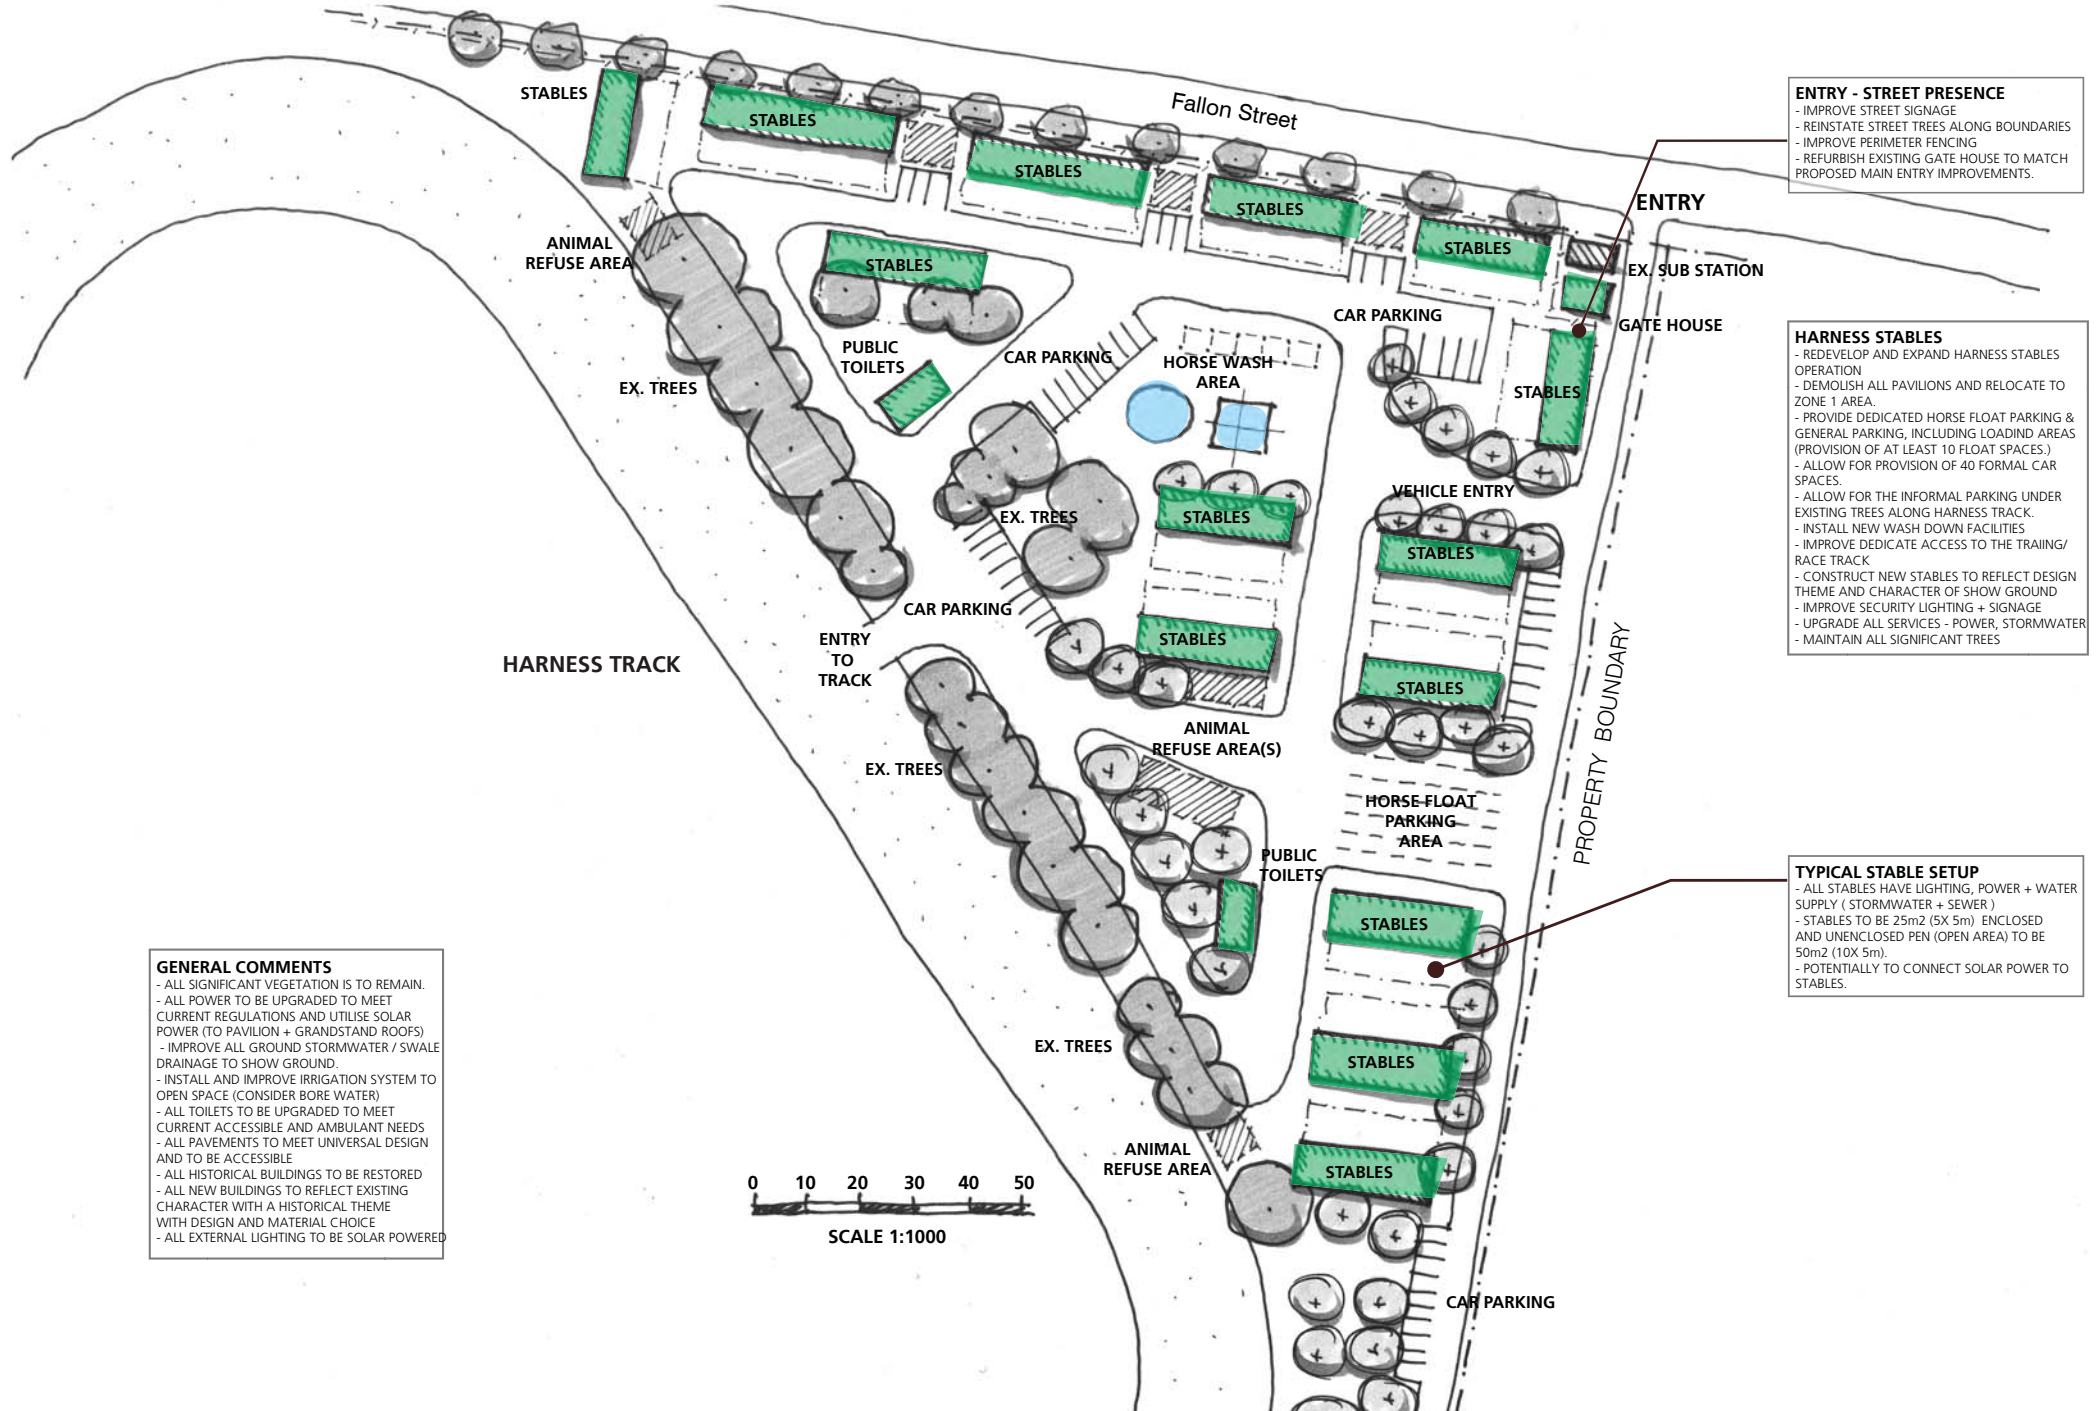 Fallon Street
STABLES
STABLES
STABLES
STABLES
STABLES
ENTRY
EX. SUB STATION
GATE HOUSE
ANIMAL
REFUSE AREA
STABLES
CAR PARKING
PUBLIC
TOILETS
CAR PARKING
HORSE WASH
AREA
EX. TREES
STABLES
VEHICLE ENTRY
EX. TREES
STABLES
STABLES
CAR PARKING
STABLES
ENTRY
TO
TRACK
HARNESS TRACK
STABLES
PROPERTY BOUNDARY
ANIMAL
REFUSE AREA(S)
EX. TREES
HORSE FLOAT
PARKING
AREA
PUBLIC
TOILETS
STABLES
EX. TREES
STABLES
ANIMAL
REFUSE AREA
STABLES
0 10 20 30 40 50
SCALE 1:1000
CAR PARKING
ENTRY - STREET PRESENCE
- IMPROVE STREET SIGNAGE
- REINSTATE STREET TREES ALONG BOUNDARIES
- IMPROVE PERIMETER FENCING
- REFURBISH EXISTING GATE HOUSE TO MATCH
PROPOSED MAIN ENTRY IMPROVEMENTS.
HARNESS STABLES
- REDEVELOP AND EXPAND HARNESS STABLES
OPERATION
- DEMOLISH ALL PAVILIONS AND RELOCATE TO
ZONE 1 AREA.
- PROVIDE DEDICATED HORSE FLOAT PARKING &
GENERAL PARKING, INCLUDING LOADIND AREAS
(PROVISION OF AT LEAST 10 FLOAT SPACES.)
- ALLOW FOR PROVISION OF 40 FORMAL CAR
SPACES.
- ALLOW FOR THE INFORMAL PARKING UNDER
EXISTING TREES ALONG HARNESS TRACK.
- INSTALL NEW WASH DOWN FACILITIES
- IMPROVE DEDICATE ACCESS TO THE TRAIING/
RACE TRACK
- CONSTRUCT NEW STABLES TO REFLECT DESIGN
THEME AND CHARACTER OF SHOW GROUND
- IMPROVE SECURITY LIGHTING + SIGNAGE
- UPGRADE ALL SERVICES - POWER, STORMWATER
- MAINTAIN ALL SIGNIFICANT TREES
TYPICAL STABLE SETUP
- ALL STABLES HAVE LIGHTING, POWER + WATER
SUPPLY ( STORMWATER + SEWER )
- STABLES TO BE 25m2 (5X 5m) ENCLOSED
AND UNENCLOSED PEN (OPEN AREA) TO BE
50m2 (10X 5m).
- POTENTIALLY TO CONNECT SOLAR POWER TO
STABLES.
GENERAL COMMENTS
- ALL SIGNIFICANT VEGETATION IS TO REMAIN.
- ALL POWER TO BE UPGRADED TO MEET
CURRENT REGULATIONS AND UTILISE SOLAR
POWER (TO PAVILION + GRANDSTAND ROOFS)
- IMPROVE ALL GROUND STORMWATER / SWALE
DRAINAGE TO SHOW GROUND.
- INSTALL AND IMPROVE IRRIGATION SYSTEM TO
OPEN SPACE (CONSIDER BORE WATER)
- ALL TOILETS TO BE UPGRADED TO MEET
CURRENT ACCESSIBLE AND AMBULANT NEEDS
- ALL PAVEMENTS TO MEET UNIVERSAL DESIGN
AND TO BE ACCESSIBLE
- ALL HISTORICAL BUILDINGS TO BE RESTORED
- ALL NEW BUILDINGS TO REFLECT EXISTING
CHARACTER WITH A HISTORICAL THEME
WITH DESIGN AND MATERIAL CHOICE
- ALL EXTERNAL LIGHTING TO BE SOLAR POWERED